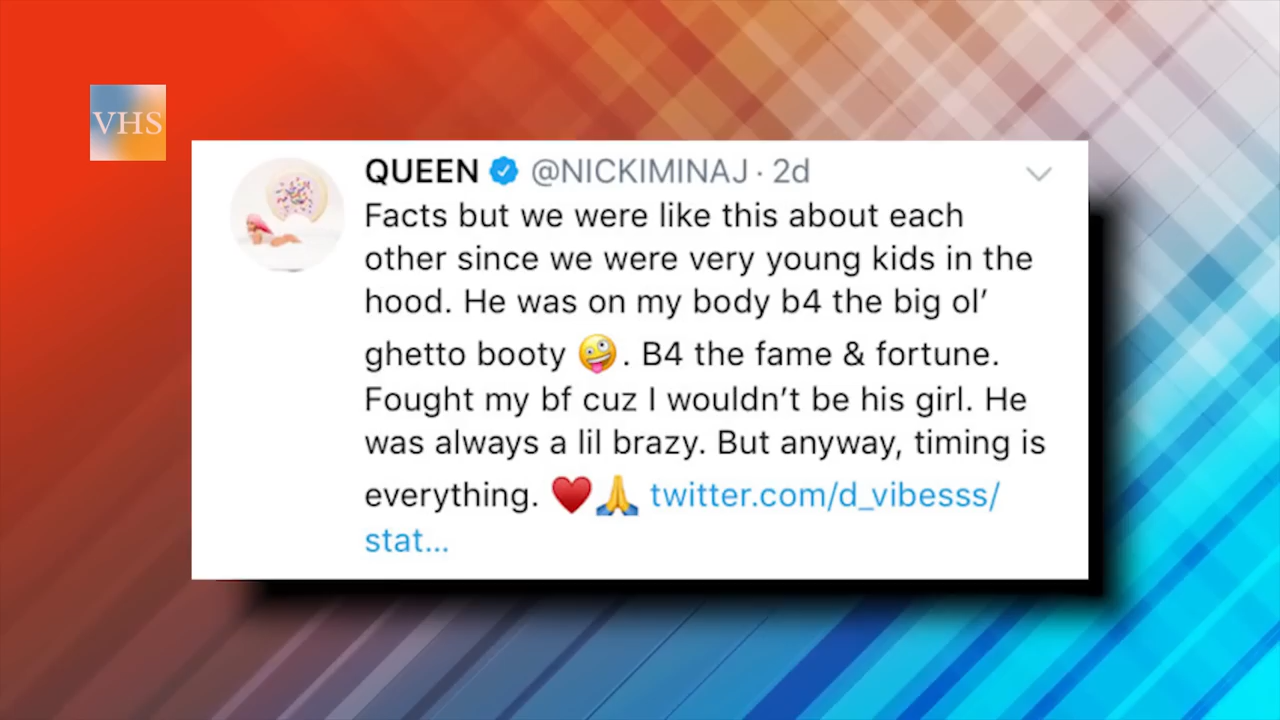 VHS
QUEEN @NICKIMINAJ · 2d
Facts but we were like this about each
other since we were very young kids in the
hood. He was on my body b4 the big ol’
ghetto booty 🤪. B4 the fame & fortune.
Fought my bf cuz I wouldn’t be his girl. He
was always a lil brazy. But anyway, timing is
everything. ♥️🙏 twitter.com/d_vibesss/
stat...